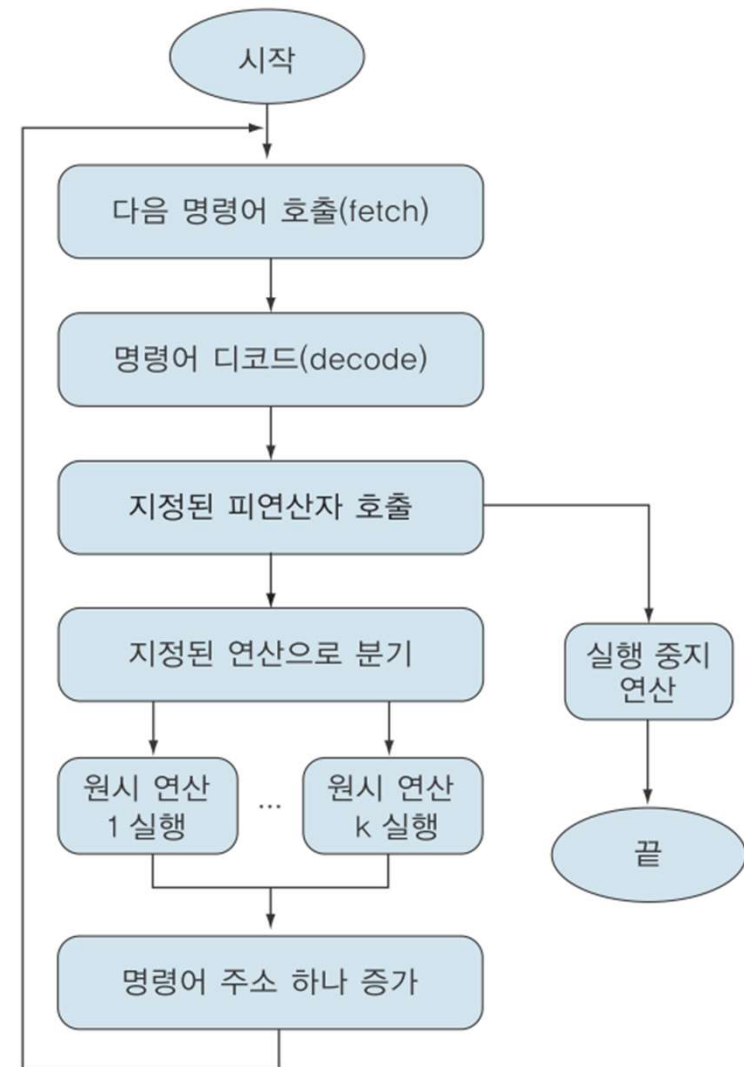 시작
다음 명령어 호출(fetch)
명령어 디코드(decode)
지정된 피연산자 호출
지정된 연산으로 분기
실행 중지
연산
원시 연산
1 실행
...
원시 연산
k 실행
끝
명령어 주소 하나 증가